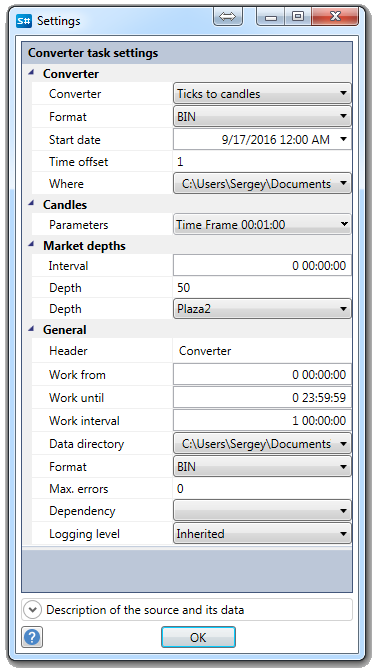 S# Settings
Converter task settings
Converter
Converter Ticks to candles
Format BIN
Start date 9/17/2016 12:00 AM
Time offset 1
Where C:\Users\Sergey\Documents
Candles
Parameters Time Frame 00:01:00
Market depths
Interval 0 00:00:00
Depth 50
Depth Plaza2
General
Header Converter
Work from 0 00:00:00
Work until 0 23:59:59
Work interval 1 00:00:00
Data directory C:\Users\Sergey\Documents
Format BIN
Max. errors 0
Dependency
Logging level Inherited
Description of the source and its data
? OK